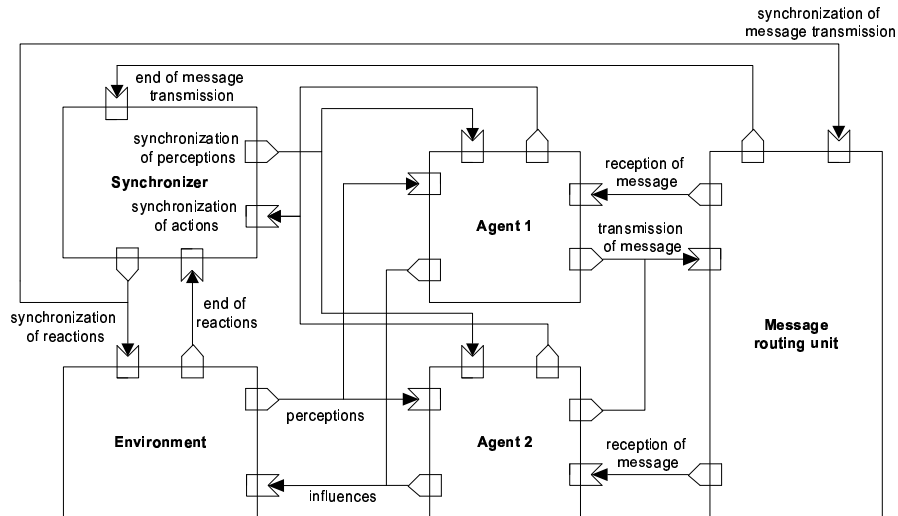 synchronization of
message transmission
end of message
transmission
synchronization
of perceptions
Synchronizer
synchronization
of actions
reception of
message
Agent 1
transmission
of message
synchronization
of reactions
end of
reactions
Message
routing unit
perceptions
Environment
Agent 2
reception of
message
influences